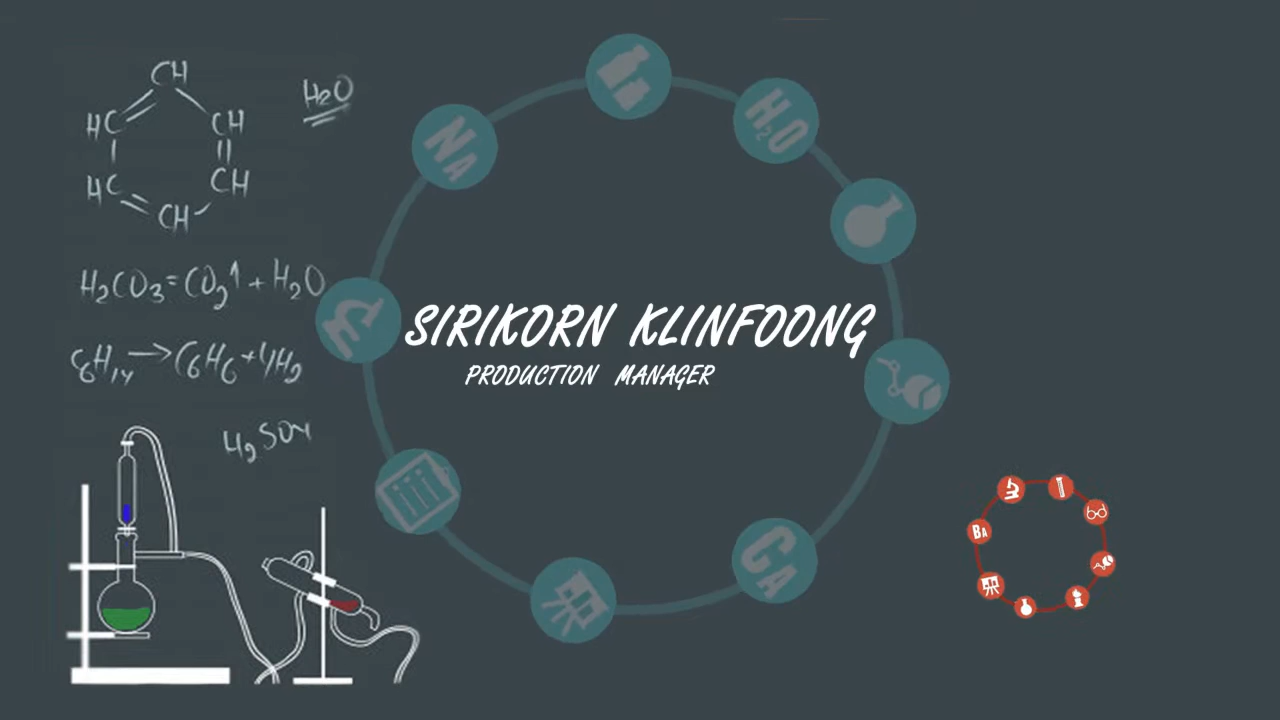 CH
H2O
HC
CH
HC
CH
CH
H2CO3=CO2↑+H2O
C6H14→C6H6+4H2
H2SO4
H2O
Na
SIRIKORN KLINFOONG
PRODUCTION MANAGER
Ca
Ba